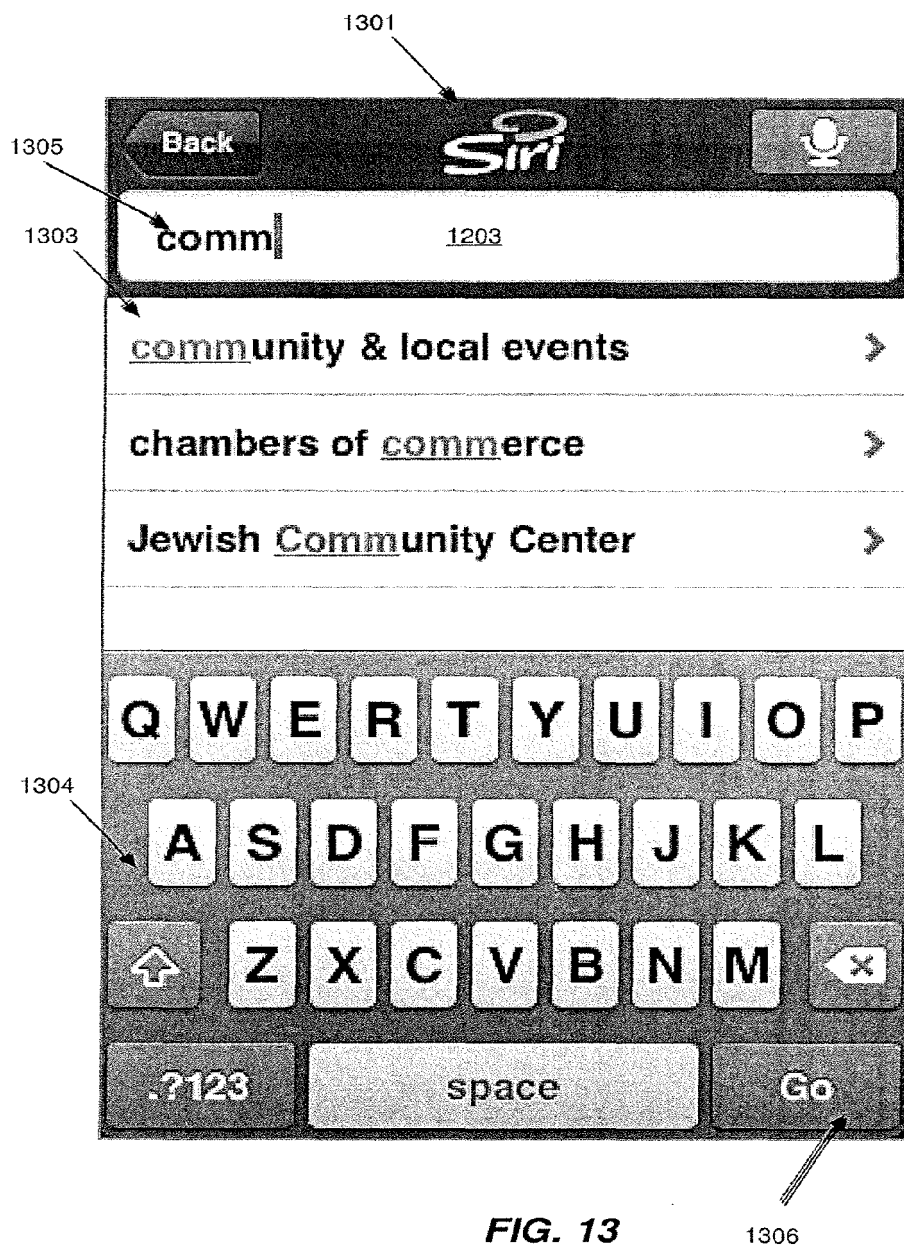 1301
Back
Siri
1305
comm
1203
1303
community & local events
chambers of commerce
Jewish Community Center
Q W E R T Y U I O P
1304
A S D F G H J K L
Z X C V B N M
.?123
space
Go
FIG. 13
1306